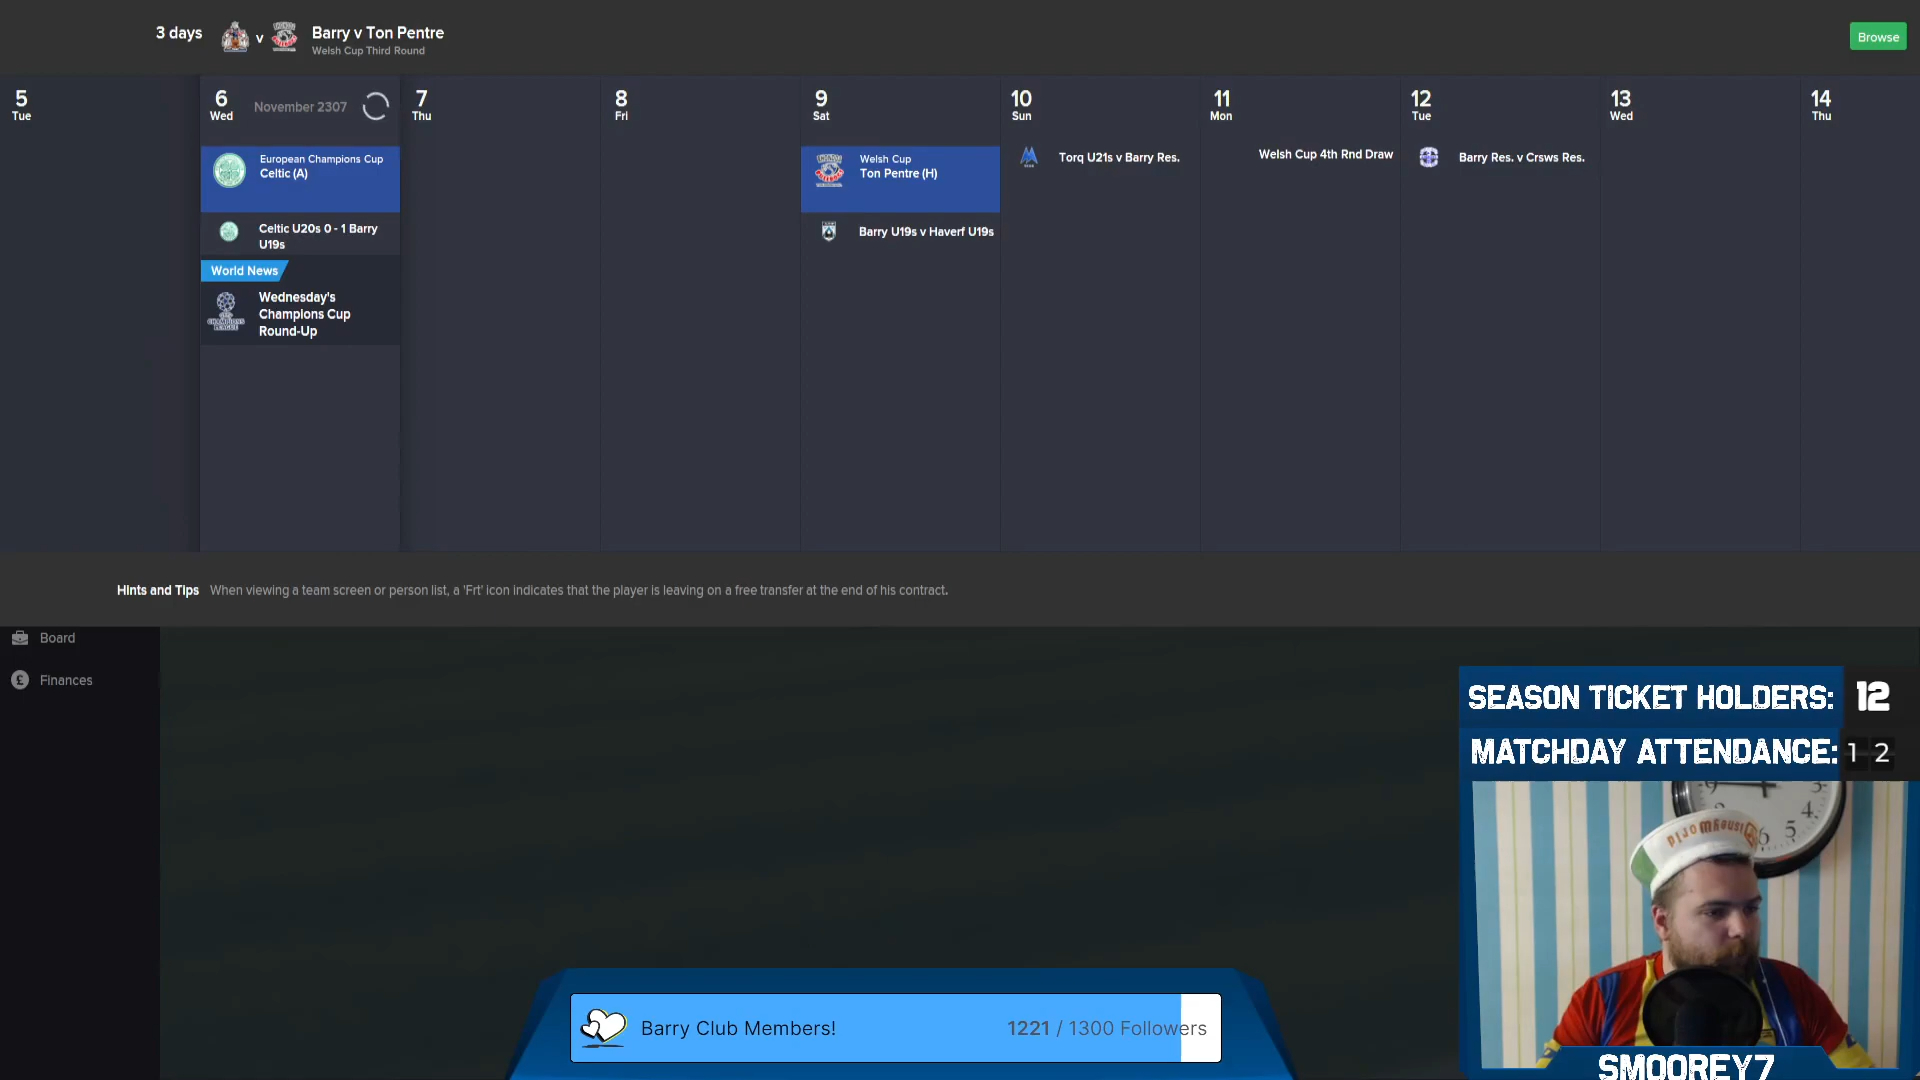 3 days
v
Barry v Ton Pentre
Welsh Cup Third Round
Browse
5
Tue
6
Wed
November 2307
7
Thu
8
Fri
9
Sat
10
Sun
11
Mon
12
Tue
13
Wed
14
Thu
European Champions Cup
Celtic (A)
Celtic U20s 0 - 1 Barry
U19s
World News
Wednesday's
Champions Cup
Round-Up
Welsh Cup
Ton Pentre (H)
Barry U19s v Haverf U19s
Torq U21s v Barry Res.
Welsh Cup 4th Rnd Draw
Barry Res. v Crsws Res.
Hints and Tips
When viewing a team screen or person list, a 'Frt' icon indicates that the player is leaving on a free transfer at the end of his contract.
Board
Finances
SEASON TICKET HOLDERS: 12
MATCHDAY ATTENDANCE: 12
Barry Club Members!
1221 / 1300 Followers
SMOOREY7